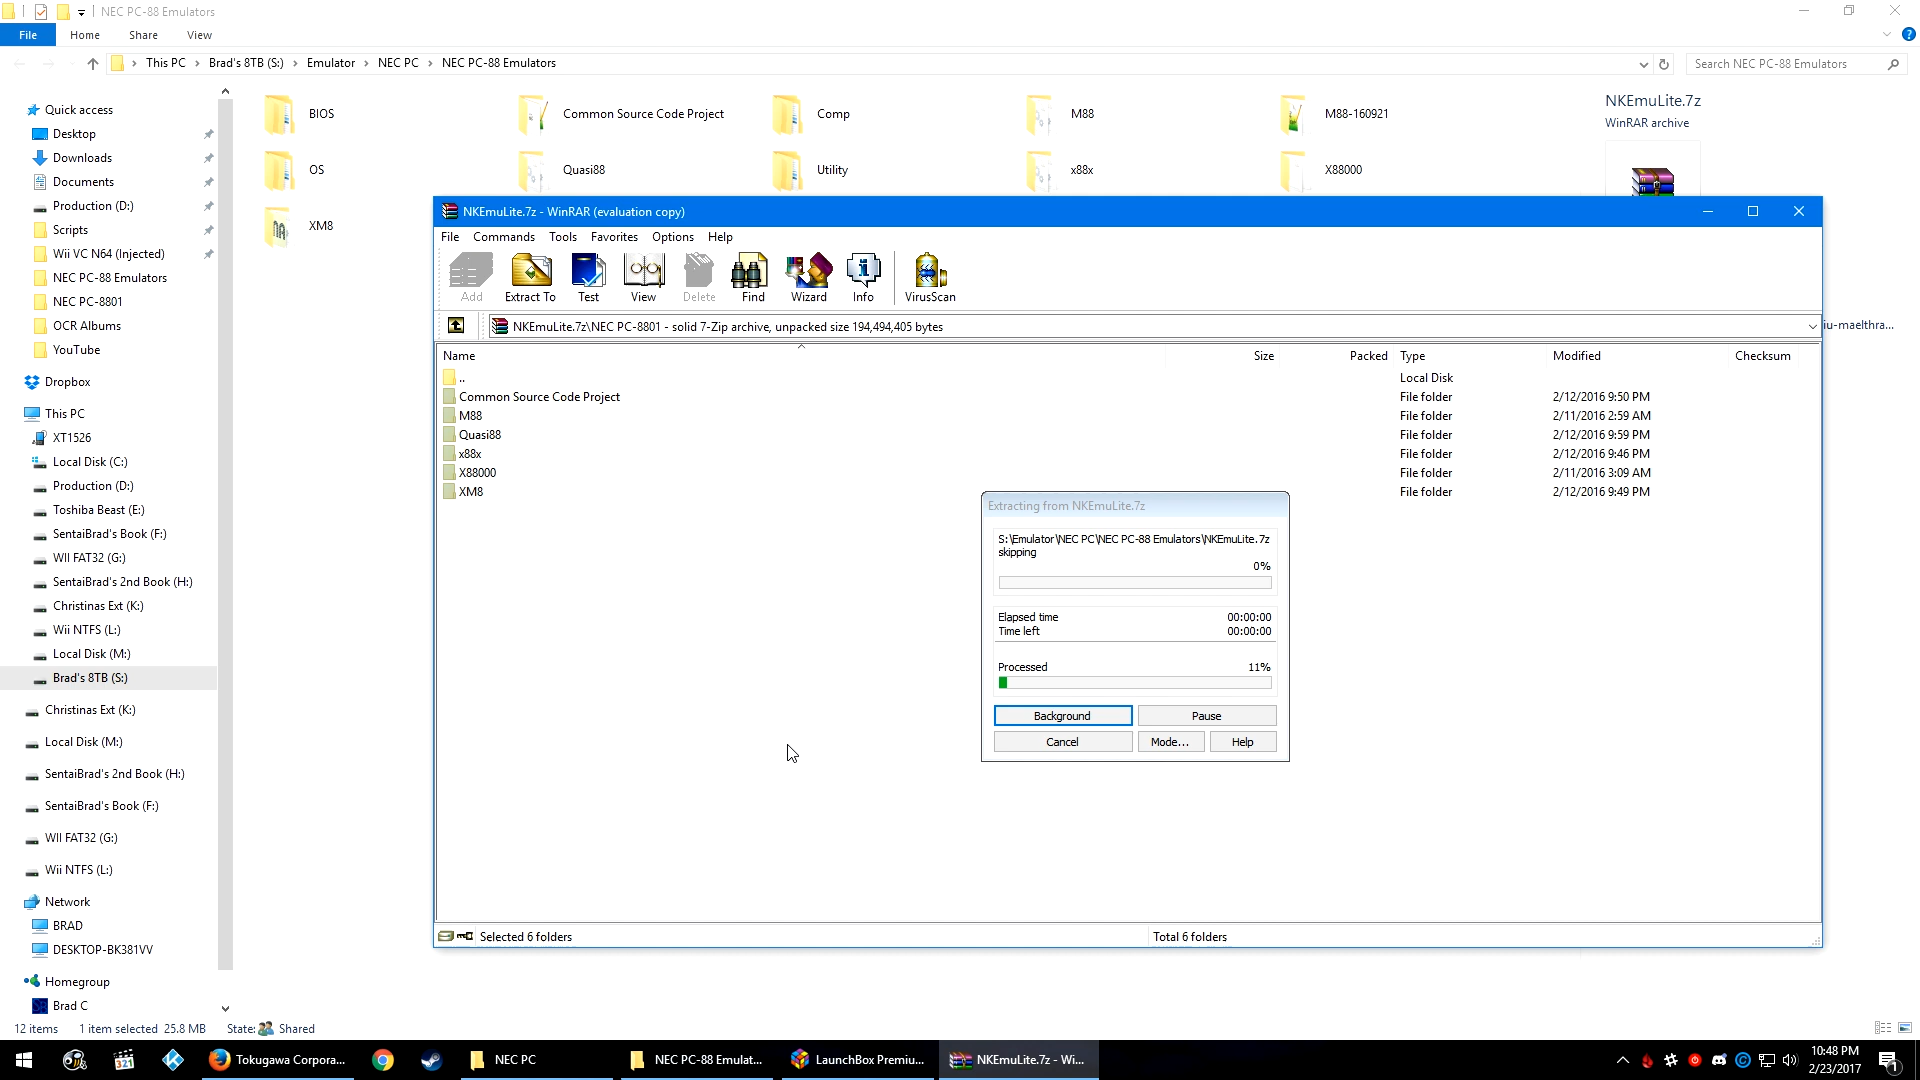 NEC PC-88 Emulators
File Home Share View
This PC Brad's 8TB (S:) Emulator NEC PC NEC PC-88 Emulators
Search NEC PC-88 Emulators
Quick access
Desktop
Downloads
Documents
Production (D:)
Scripts
Wii VC N64 (Injected)
NEC PC-88 Emulators
NEC PC-8801
OCR Albums
YouTube
Dropbox
This PC
XT1526
Local Disk (C:)
Production (D:)
Toshiba Beast (E:)
SentaiBrad's Book (F:)
WII FAT32 (G:)
SentaiBrad's 2nd Book (H:)
Christinas Ext (K:)
Wii NTFS (L:)
Local Disk (M:)
Brad's 8TB (S:)
Christinas Ext (K:)
Local Disk (M:)
SentaiBrad's 2nd Book (H:)
SentaiBrad's Book (F:)
WII FAT32 (G:)
Wii NTFS (L:)
Network
BRAD
DESKTOP-BK381VV
Homegroup
Brad C
BIOS Common Source Code Project Comp M88 M88-160921
OS Quasi88 Utility x88x X88000
XM8
NKEmuLite.7z
WinRAR archive
iu-maelthra...
NKEmuLite.7z - WinRAR (evaluation copy)
File Commands Tools Favorites Options Help
Add Extract To Test View Delete Find Wizard Info VirusScan
NKEmuLite.7z\NEC PC-8801 - solid 7-Zip archive, unpacked size 194,494,405 bytes
Name Size Packed Type Modified Checksum
.. Local Disk
Common Source Code Project File folder 2/12/2016 9:50 PM
M88 File folder 2/11/2016 2:59 AM
Quasi88 File folder 2/12/2016 9:59 PM
x88x File folder 2/12/2016 9:46 PM
X88000 File folder 2/11/2016 3:09 AM
XM8 File folder 2/12/2016 9:49 PM
Extracting from NKEmuLite.7z
S:\Emulator\NEC PC\NEC PC-88 Emulators\NKEmuLite.7z
skipping
0%
Elapsed time 00:00:00
Time left 00:00:00
Processed 11%
Background Pause
Cancel Mode... Help
Selected 6 folders Total 6 folders
12 items 1 item selected 25.8 MB State: Shared
321
Tokugawa Corpora... NEC PC NEC PC-88 Emulat... LaunchBox Premiu... NKEmuLite.7z - Wi...
10:48 PM
2/23/2017
1